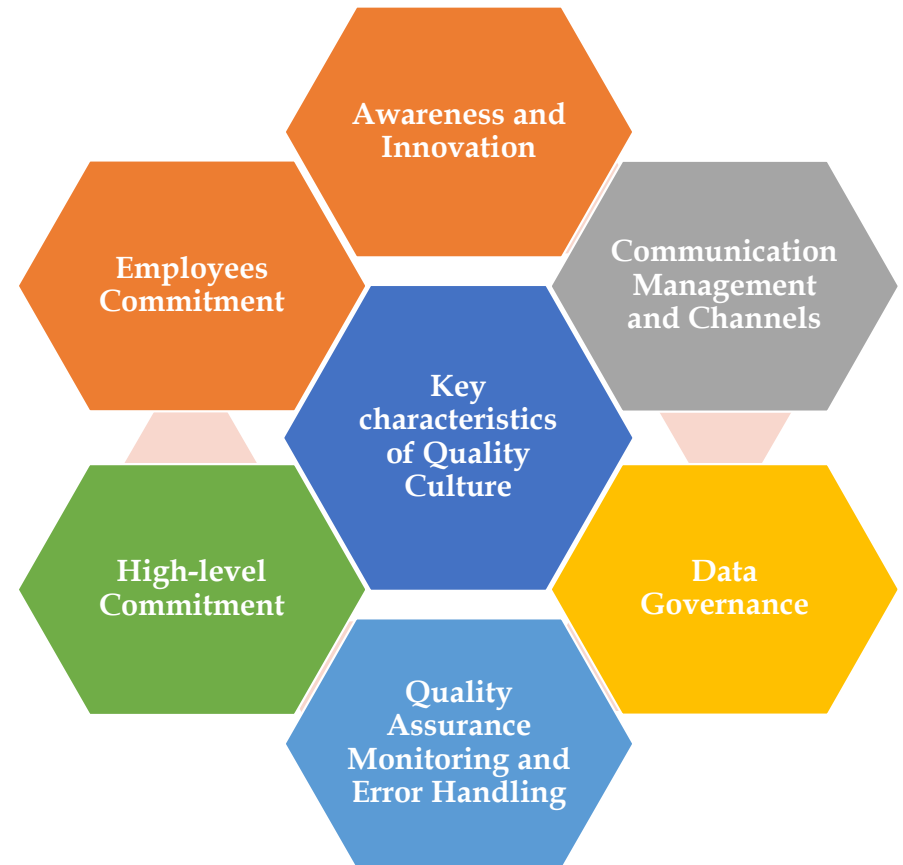 Awareness and
Innovation
Employees
Commitment
Communication
Management
and Channels
Key
characteristics
of Quality
Culture
High-level
Commitment
Data
Governance
Quality
Assurance
Monitoring and
Error Handling